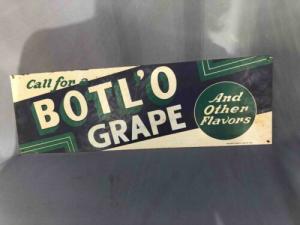 Call for a
BOTL'O
GRAPE
And
Other
Flavors